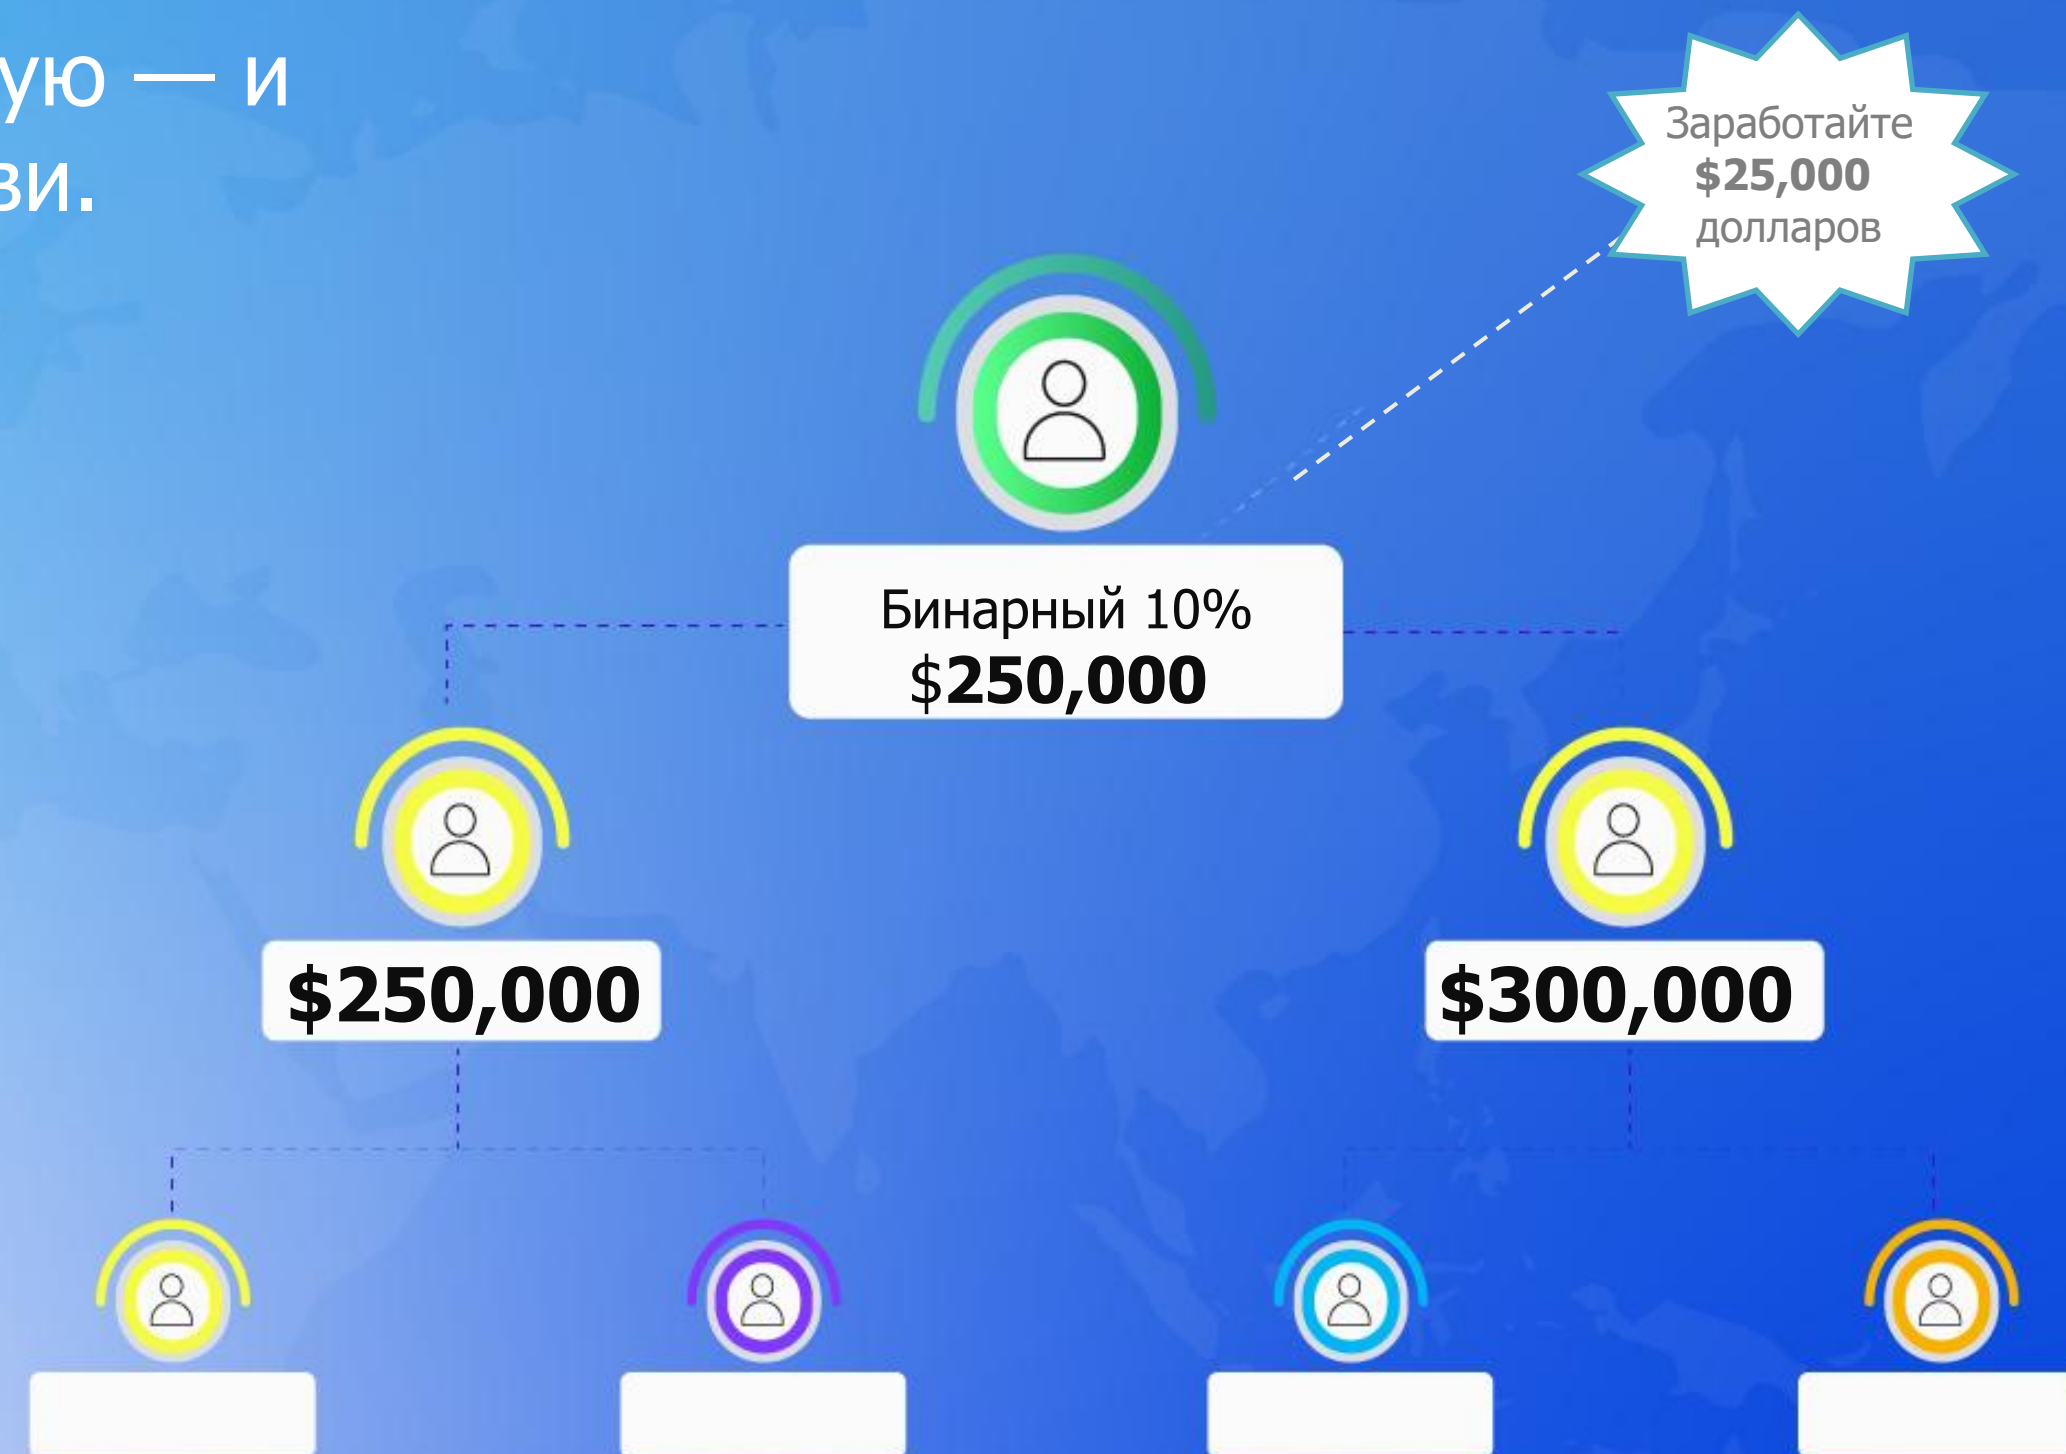 ую — и
зи.
Заработайте
$25,000
долларов
Бинарный 10%
$250,000
$250,000
$300,000